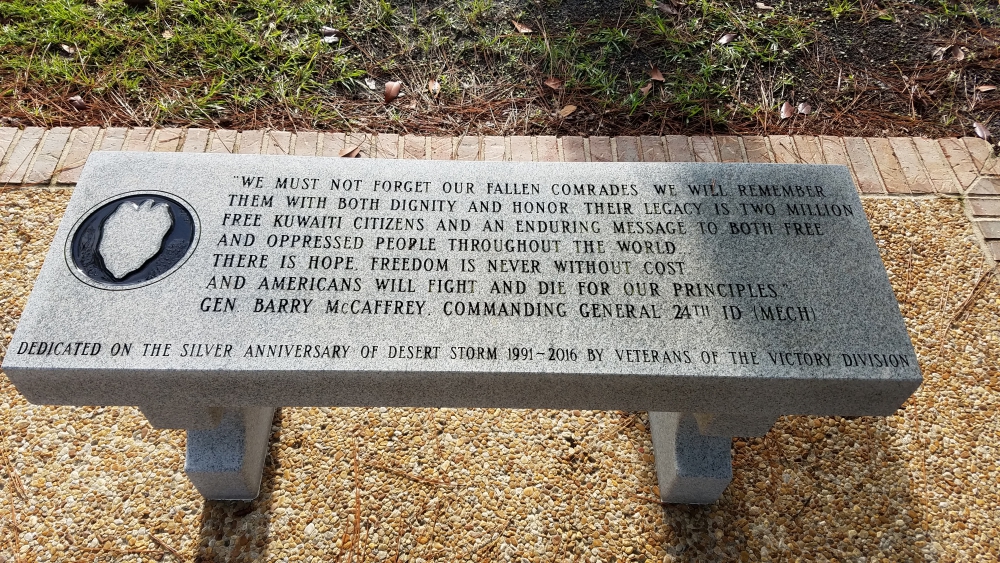 "WE MUST NOT FORGET OUR FALLEN COMRADES. WE WILL REMEMBER
THEM WITH BOTH DIGNITY AND HONOR. THEIR LEGACY IS TWO MILLION
FREE KUWAITI CITIZENS AND AN ENDURING MESSAGE TO BOTH FREE
AND OPPRESSED PEOPLE THROUGHOUT THE WORLD.
THERE IS HOPE. FREEDOM IS NEVER WITHOUT COST.
AND AMERICANS WILL FIGHT AND DIE FOR OUR PRINCIPLES."
GEN. BARRY McCAFFREY, COMMANDING GENERAL 24TH ID (MECH)
DEDICATED ON THE SILVER ANNIVERSARY OF DESERT STORM 1991-2016 BY VETERANS OF THE VICTORY DIVISION